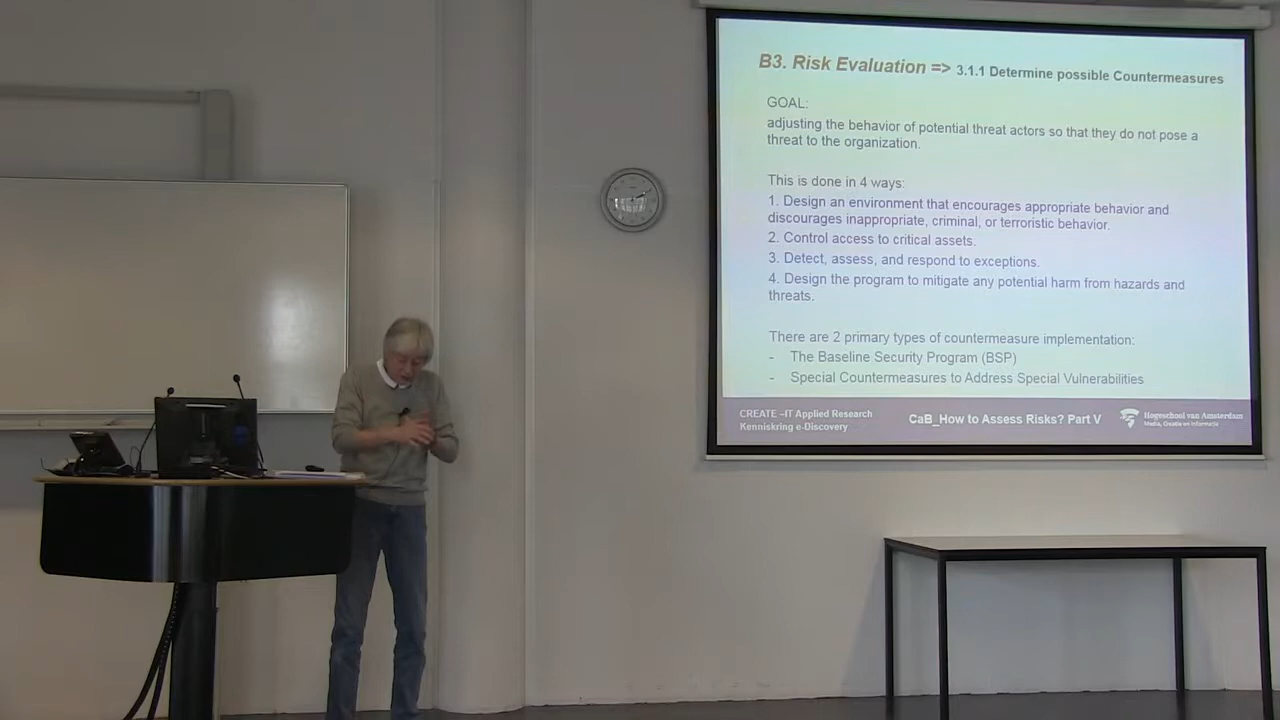 B3. Risk Evaluation => 3.1.1 Determine possible Countermeasures
GOAL:
adjusting the behavior of potential threat actors so that they do not pose a
threat to the organization.
This is done in 4 ways:
1. Design an environment that encourages appropriate behavior and
discourages inappropriate, criminal, or terroristic behavior.
2. Control access to critical assets.
3. Detect, assess, and respond to exceptions.
4. Design the program to mitigate any potential harm from hazards and
threats.
There are 2 primary types of countermeasure implementation:
- The Baseline Security Program (BSP)
- Special Countermeasures to Address Special Vulnerabilities
CREATE –IT Applied Research
Kenniskring e-Discovery
CaB_How to Assess Risks? Part V
Hogeschool van Amsterdam
Media, Creatie en Informatie